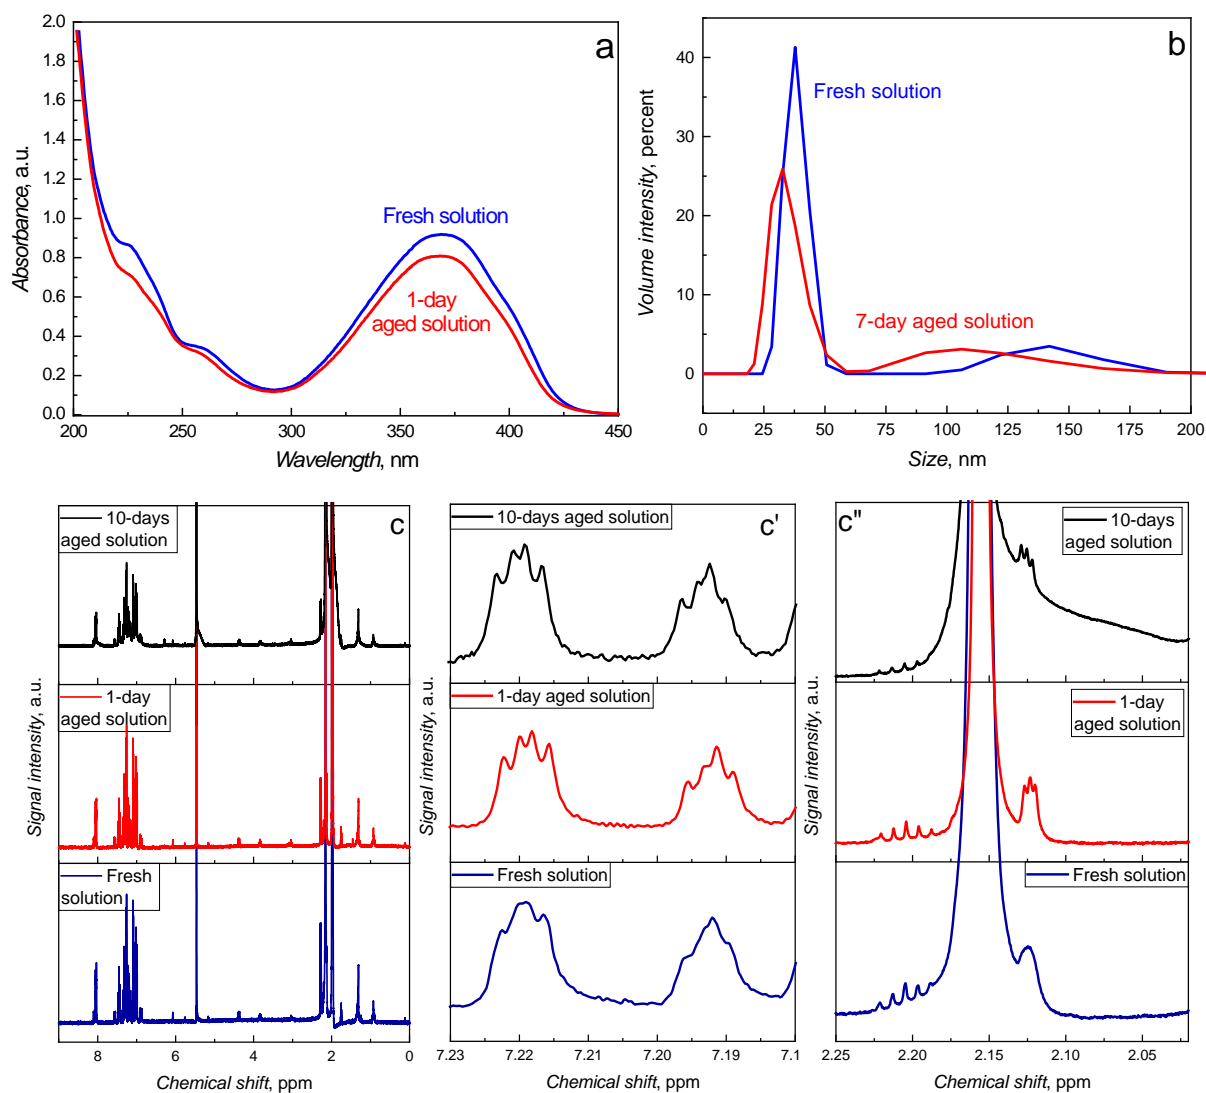 a
2.0
1.8
1.6
1.4
1.2
1.0
0.8
0.6
0.4
0.2
0.0
Absorbance, a.u.
Fresh solution
1-day
aged solution
200 250 300 350 400 450
Wavelength, nm
b
40
30
20
10
0
Volume intensity, percent
Fresh solution
7-day aged solution
0 25 50 75 100 125 150 175 200
Size, nm
c
10-days
aged solution
1-day
aged solution
Fresh
solution
Signal intensity, a.u.
8 6 4 2 0
Chemical shift, ppm
c'
10-days aged solution
1-day aged solution
Fresh solution
Signal intensity, a.u.
7.23 7.22 7.21 7.20 7.19 7.1
Chemical shift, ppm
c"
10-days
aged solution
1-day
aged solution
Fresh solution
Signal intensity, a.u.
2.25 2.20 2.15 2.10 2.05
Chemical shift, ppm